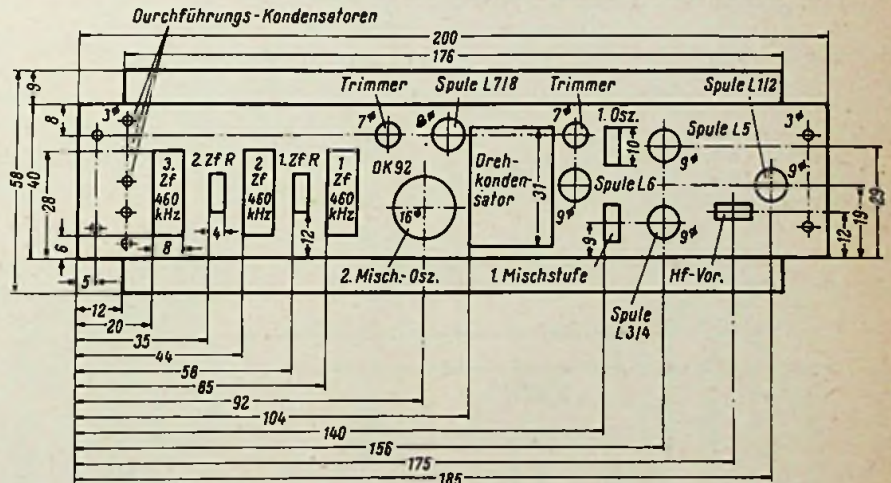 Durchführungs-Kondensatoren
200
176
Trimmer
Spule L7/8
Trimmer
Spule L1/2
9
8
3⌀
7⌀
8⌀
7⌀
1. Osz.
3⌀
Spule L5
58
40
28
6
3.
Zf
460
kHz
2. Zf R
2
Zf
460
kHz
1. Zf R
1
Zf
460
kHz
DK92
16⌀
Dreh-
konden-
sator
31
10
9⌀
9⌀
Spule L6
9⌀
29
19
12
8
4
12
9
9⌀
5
2. Misch.-Osz.
1. Mischstufe
Hf-Vor.
12
20
Spule
L3/4
35
44
58
85
92
104
140
156
175
185